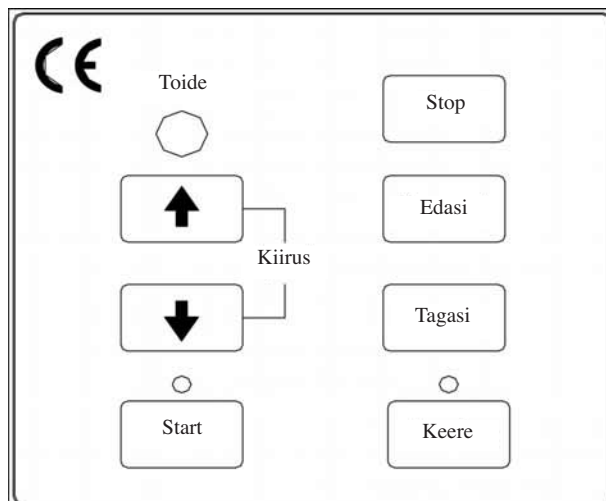 CE
Toide
Stop
Edasi
Kiirus
Tagasi
Start
Keere